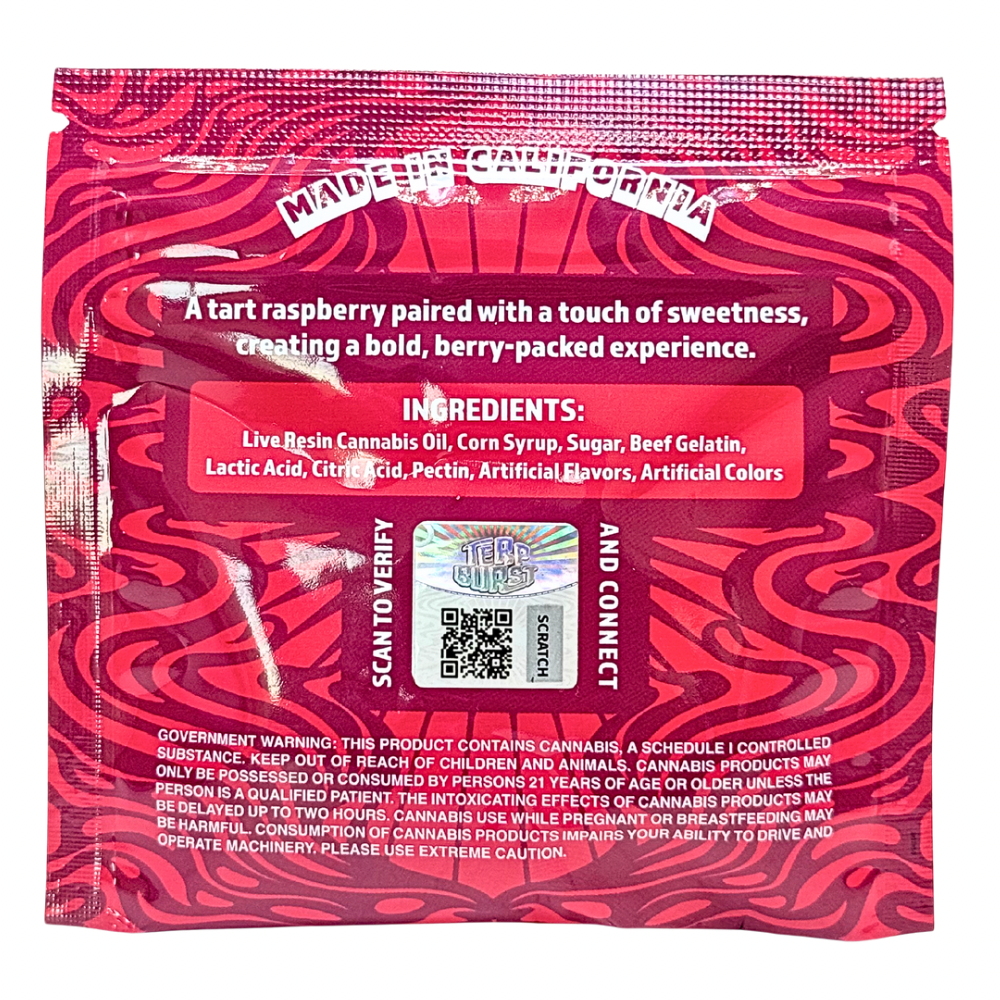 MADE IN CALIFORNIA
A tart raspberry paired with a touch of sweetness,
creating a bold, berry-packed experience.
INGREDIENTS:
Live Resin Cannabis Oil, Corn Syrup, Sugar, Beef Gelatin,
Lactic Acid, Citric Acid, Pectin, Artificial Flavors, Artificial Colors
SCAN TO VERIFY
TERP
BURST
SCRATCH
AND CONNECT
GOVERNMENT WARNING: THIS PRODUCT CONTAINS CANNABIS, A SCHEDULE I CONTROLLED
SUBSTANCE. KEEP OUT OF REACH OF CHILDREN AND ANIMALS. CANNABIS PRODUCTS MAY
ONLY BE POSSESSED OR CONSUMED BY PERSONS 21 YEARS OF AGE OR OLDER UNLESS THE
PERSON IS A QUALIFIED PATIENT. THE INTOXICATING EFFECTS OF CANNABIS PRODUCTS MAY
BE DELAYED UP TO TWO HOURS. CANNABIS USE WHILE PREGNANT OR BREASTFEEDING MAY
BE HARMFUL. CONSUMPTION OF CANNABIS PRODUCTS IMPAIRS YOUR ABILITY TO DRIVE AND
OPERATE MACHINERY. PLEASE USE EXTREME CAUTION.